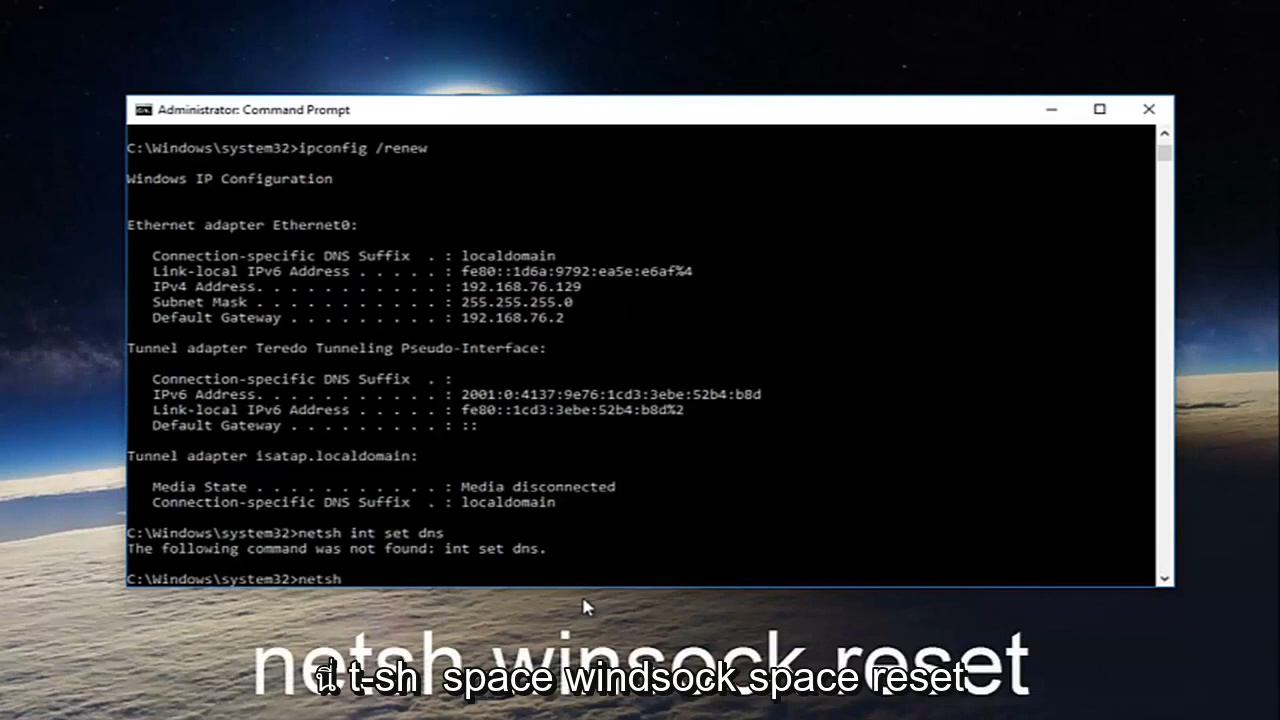 Administrator: Command Prompt
C:\Windows\system32>ipconfig /renew
Windows IP Configuration
Ethernet adapter Ethernet0:
Connection-specific DNS Suffix . : localdomain
Link-local IPv6 Address . . . . . : fe80::1d6a:9792:ea5e:e6af%4
IPv4 Address. . . . . . . . . . . : 192.168.76.129
Subnet Mask . . . . . . . . . . . : 255.255.255.0
Default Gateway . . . . . . . . . : 192.168.76.2
Tunnel adapter Teredo Tunneling Pseudo-Interface:
Connection-specific DNS Suffix . :
IPv6 Address. . . . . . . . . . . : 2001:0:4137:9e76:1cd3:3ebe:52b4:b8d
Link-local IPv6 Address . . . . . : fe80::1cd3:3ebe:52b4:b8d%2
Default Gateway . . . . . . . . . : ::
Tunnel adapter isatap.localdomain:
Media State . . . . . . . . . . . : Media disconnected
Connection-specific DNS Suffix . : localdomain
C:\Windows\system32>netsh int set dns
The following command was not found: int set dns.
C:\Windows\system32>netsh
netsh winsock reset
นี่ t-sh space windsock space reset